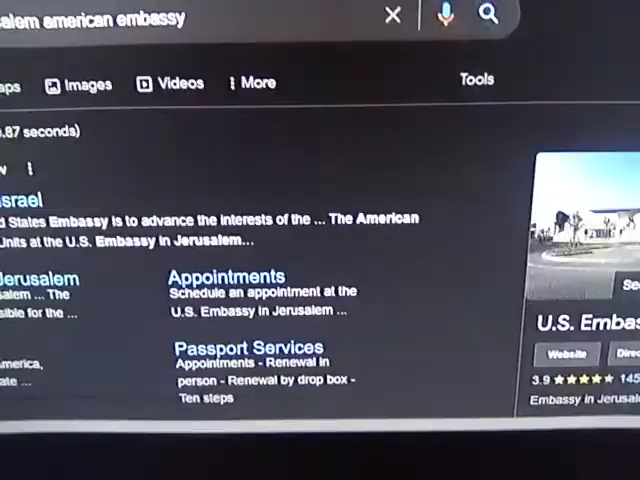 salem american embassy
aps Images Videos More Tools
.87 seconds)
srael
d States Embassy is to advance the interests of the ... The American
Units at the U.S. Embassy in Jerusalem...
Jerusalem
salem ... The
sible for the ...
Appointments
Schedule an appointment at the
U.S. Embassy in Jerusalem ...
merica,
ate ...
Passport Services
Appointments - Renewal in
person - Renewal by drop box -
Ten steps
See
U.S. Embas
Website Direc
3.9 145
Embassy in Jerusal